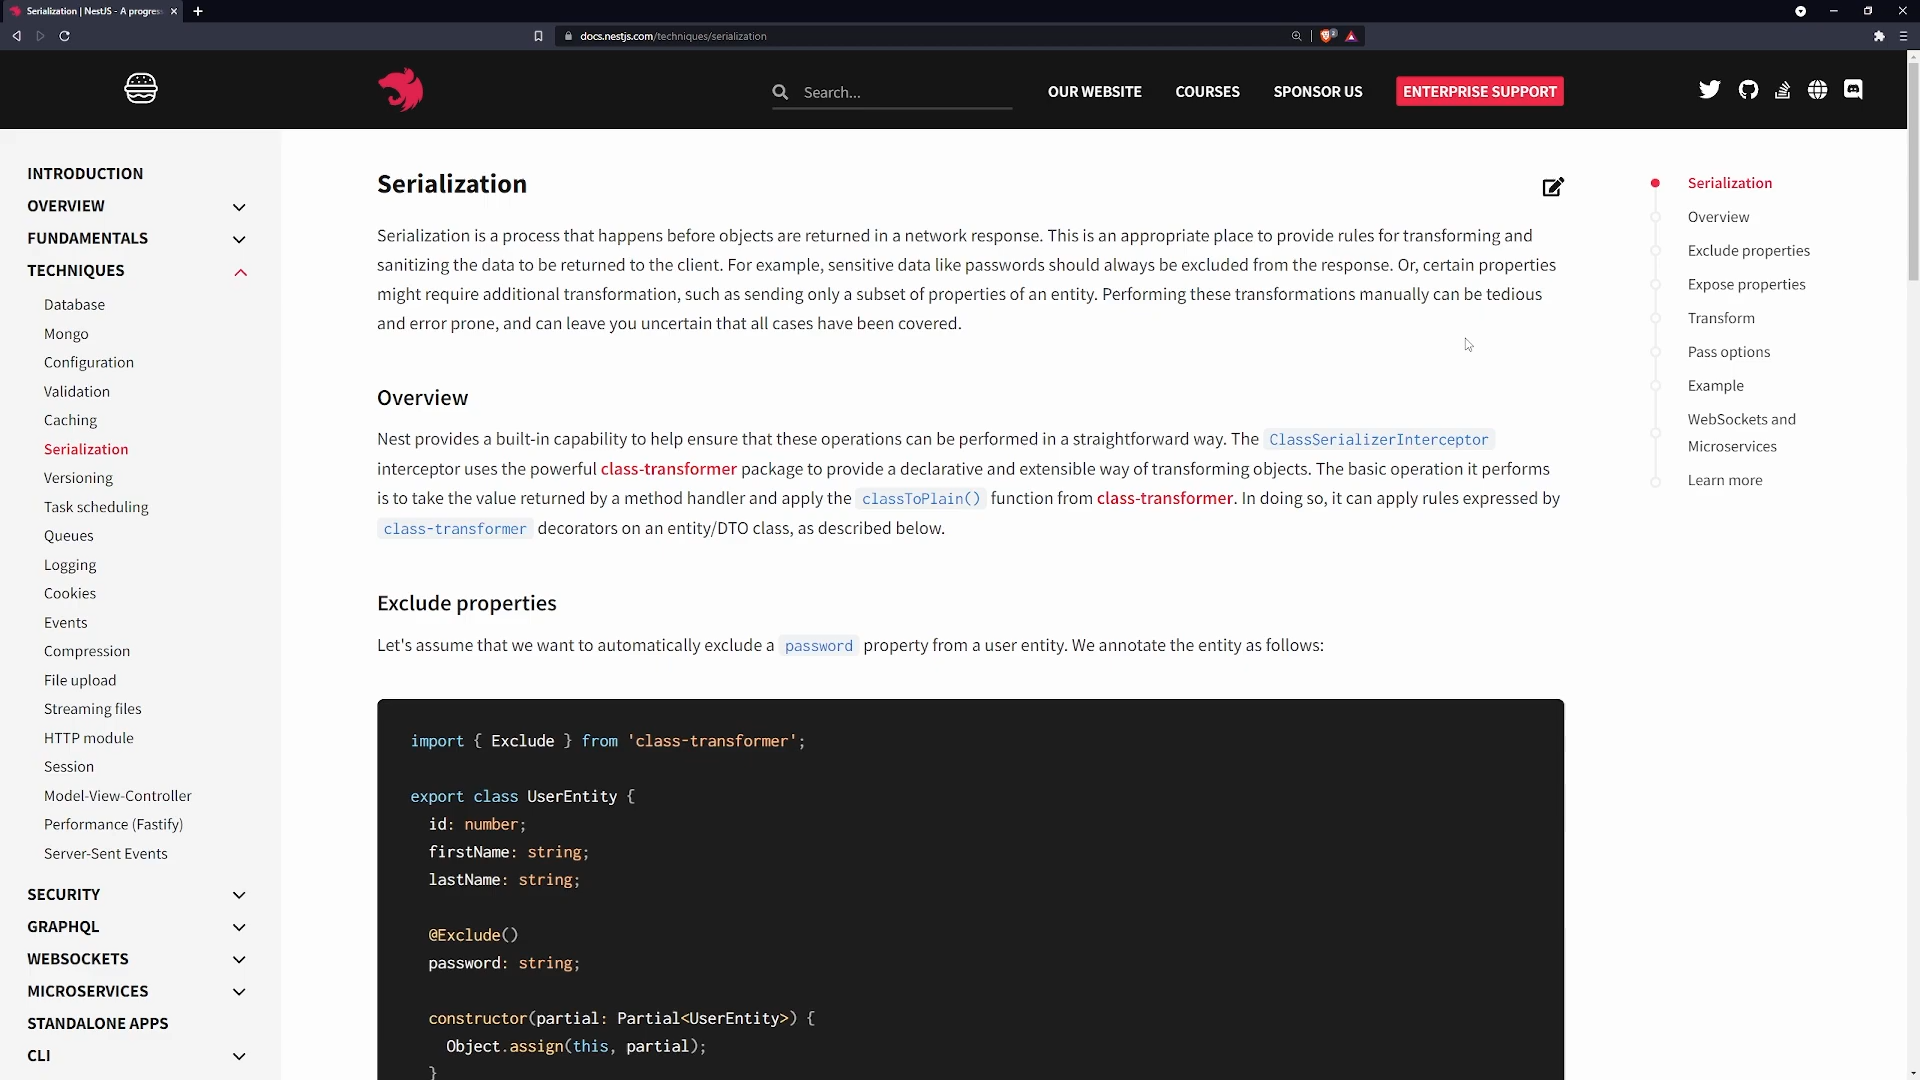 Serialization | NestJS - A progres
docs.nestjs.com/techniques/serialization
Search...
OUR WEBSITE
COURSES
SPONSOR US
ENTERPRISE SUPPORT
INTRODUCTION
OVERVIEW
FUNDAMENTALS
TECHNIQUES
Database
Mongo
Configuration
Validation
Caching
Serialization
Versioning
Task scheduling
Queues
Logging
Cookies
Events
Compression
File upload
Streaming files
HTTP module
Session
Model-View-Controller
Performance (Fastify)
Server-Sent Events
SECURITY
GRAPHQL
WEBSOCKETS
MICROSERVICES
STANDALONE APPS
CLI
Serialization
Serialization is a process that happens before objects are returned in a network response. This is an appropriate place to provide rules for transforming and
sanitizing the data to be returned to the client. For example, sensitive data like passwords should always be excluded from the response. Or, certain properties
might require additional transformation, such as sending only a subset of properties of an entity. Performing these transformations manually can be tedious
and error prone, and can leave you uncertain that all cases have been covered.
Overview
Nest provides a built-in capability to help ensure that these operations can be performed in a straightforward way. The ClassSerializerInterceptor
interceptor uses the powerful class-transformer package to provide a declarative and extensible way of transforming objects. The basic operation it performs
is to take the value returned by a method handler and apply the classToPlain() function from class-transformer. In doing so, it can apply rules expressed by
class-transformer decorators on an entity/DTO class, as described below.
Exclude properties
Let's assume that we want to automatically exclude a password property from a user entity. We annotate the entity as follows:
import { Exclude } from 'class-transformer';
export class UserEntity {
id: number;
firstName: string;
lastName: string;
@Exclude()
password: string;
constructor(partial: Partial<UserEntity>) {
Object.assign(this, partial);
}
Serialization
Overview
Exclude properties
Expose properties
Transform
Pass options
Example
WebSockets and
Microservices
Learn more